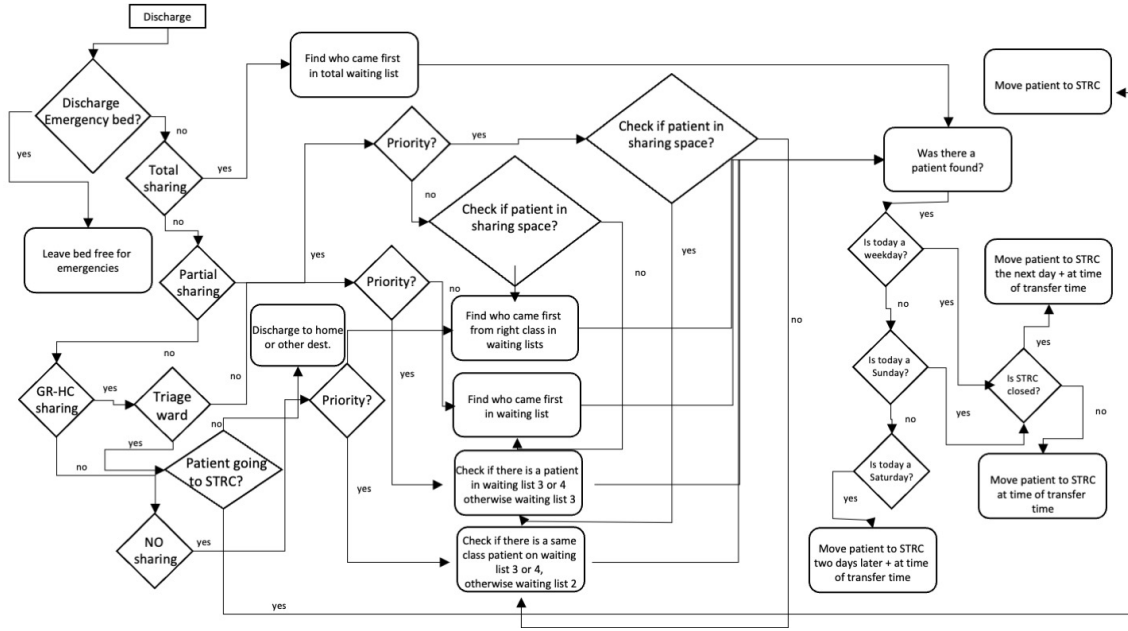 Discharge
Discharge
Emergency bed?
yes
no
Total
sharing
yes
no
Leave bed free for
emergencies
Find who came first
in total waiting list
Partial
sharing
yes
no
GR-HC
sharing
yes
no
Triage
ward
no
yes
Patient going
to STRC?
no
yes
NO
sharing
yes
Discharge to home
or other dest.
Priority?
yes
no
Check if patient in
sharing space?
yes
no
Check if patient in
sharing space?
no
Priority?
no
yes
Priority?
yes
Find who came first
from right class in
waiting lists
Find who came first
in waiting list
Check if there is a patient
in waiting list 3 or 4
otherwise waiting list 3
Check if there is a same
class patient on waiting
list 3 or 4,
otherwise waiting list 2
Move patient to STRC
Was there a
patient found?
yes
Is today a
weekday?
no
yes
Is today a
Sunday?
no
yes
Is today a
Saturday?
yes
Move patient to STRC
two days later + at time
of transfer time
Move patient to STRC
the next day + at time
of transfer time
yes
Is STRC
closed?
no
Move patient to STRC
at time of transfer
time